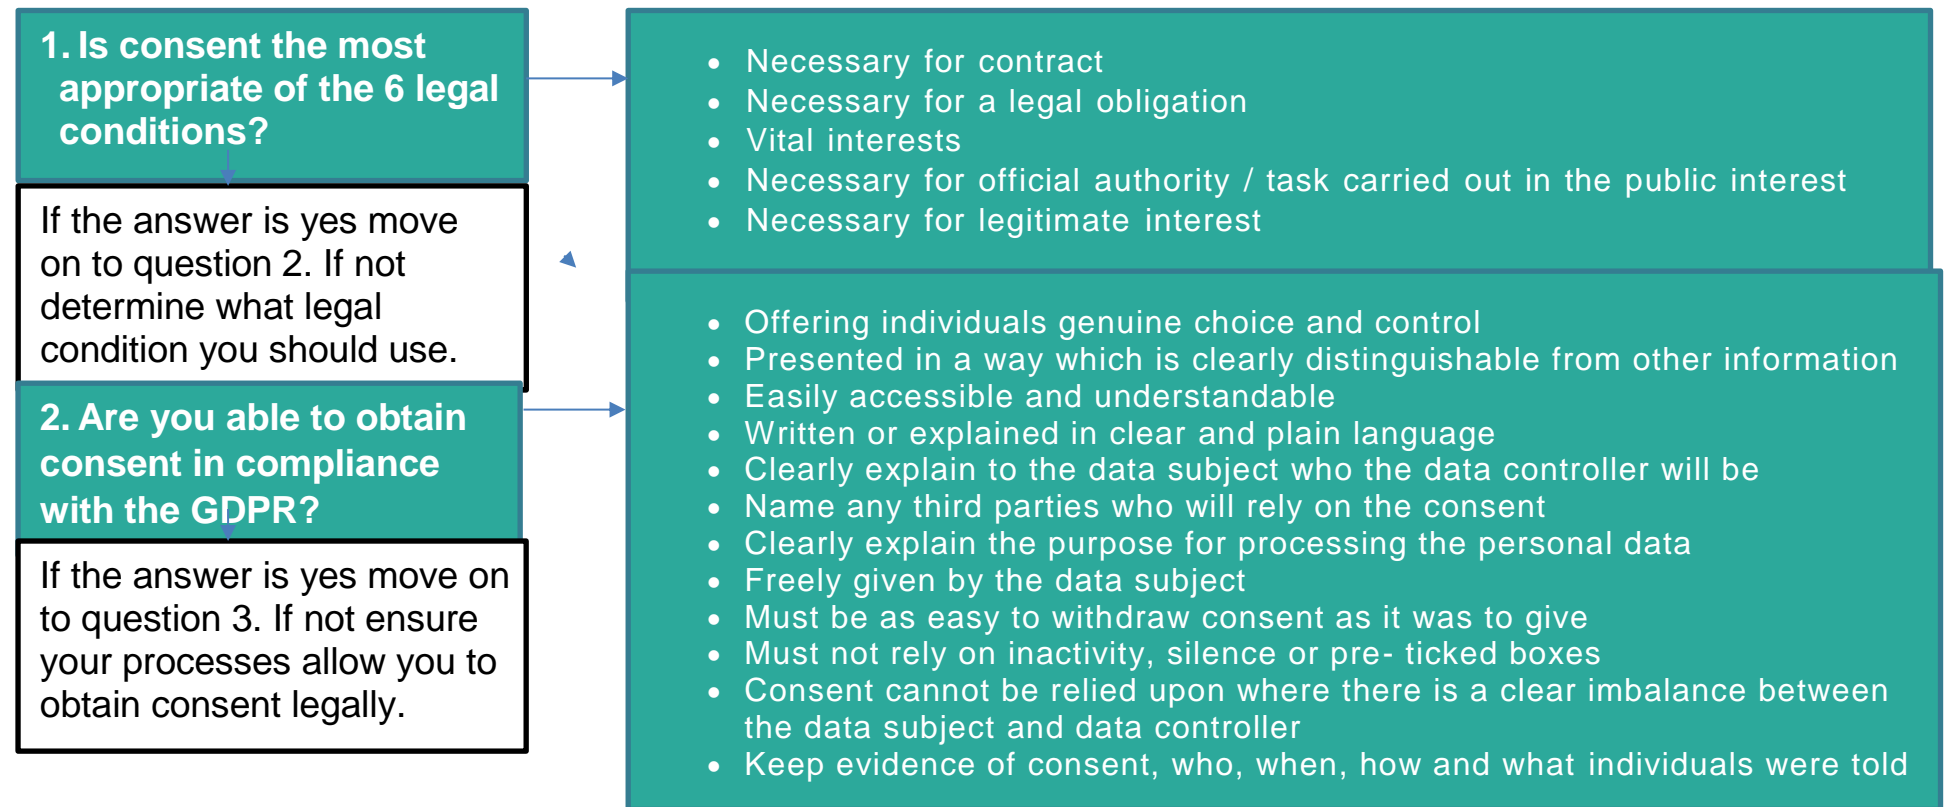 1. Is consent the most
appropriate of the 6 legal
conditions?
• Necessary for contract
• Necessary for a legal obligation
• Vital interests
• Necessary for official authority / task carried out in the public interest
• Necessary for legitimate interest
If the answer is yes move
on to question 2. If not
determine what legal
condition you should use.
2. Are you able to obtain
consent in compliance
with the GDPR?
• Offering individuals genuine choice and control
• Presented in a way which is clearly distinguishable from other information
• Easily accessible and understandable
• Written or explained in clear and plain language
• Clearly explain to the data subject who the data controller will be
• Name any third parties who will rely on the consent
• Clearly explain the purpose for processing the personal data
• Freely given by the data subject
• Must be as easy to withdraw consent as it was to give
• Must not rely on inactivity, silence or pre- ticked boxes
• Consent cannot be relied upon where there is a clear imbalance between
the data subject and data controller
• Keep evidence of consent, who, when, how and what individuals were told
If the answer is yes move on
to question 3. If not ensure
your processes allow you to
obtain consent legally.